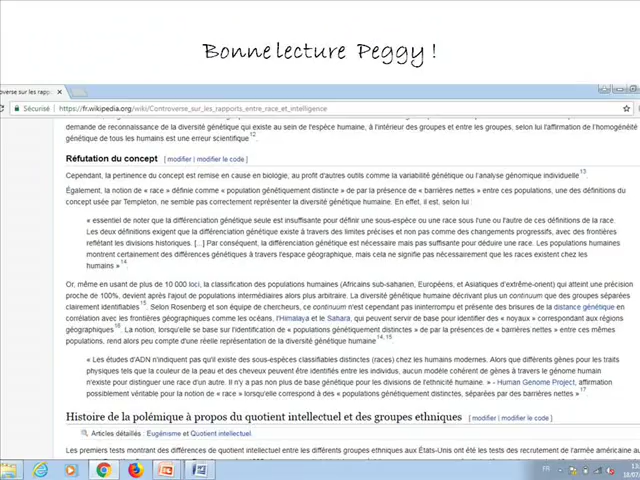 Bonne lecture Peggy !
overse sur les rapp
Sécurisé
https://fr.wikipedia.org/wiki/Controverse_sur_les_rapports_entre_race_et_intelligence
demande de reconnaissance de la diversité génétique qui existe au sein de l'espèce humaine, à l'intérieur des groupes et entre les groupes, selon lui l'affirmation de l'homogénéité
génétique de tous les humains est une erreur scientifique 12.
Réfutation du concept [ modifier | modifier le code ]
Cependant, la pertinence du concept est remise en cause en biologie, au profit d'autres outils comme la variabilité génétique ou l'analyse génomique individuelle 13.
Également, la notion de « race » définie comme « population génétiquement distincte » de par la présence de « barrières nettes » entre ces populations, une des définitions du
concept usée par Templeton, ne semble pas correctement représenter la diversité génétique humaine. En effet, il est, selon lui :
« essentiel de noter que la différenciation génétique seule est insuffisante pour définir une sous-espèce ou une race sous l'une ou l'autre de ces définitions de la race.
Les deux définitions exigent que la différenciation génétique existe à travers des limites précises et non pas comme des changements progressifs, avec des frontières
reflétant les divisions historiques. [...] Par conséquent, la différenciation génétique est nécessaire mais pas suffisante pour déduire une race. Les populations humaines
montrent certainement des différences génétiques à travers l'espace géographique, mais cela ne signifie pas nécessairement que les races existent chez les
humains » 14.
Or, même en usant de plus de 10 000 loci, la classification des populations humaines (Africains sub-saharien, Européens, et Asiatiques d'extrême-orient) qui atteint une précision
proche de 100%, devient après l'ajout de populations intermédiaires alors plus arbitraire. La diversité génétique humaine décrivant plus un continuum que des groupes séparées
clairement identifiables 15. Selon Rosenberg et son équipe de chercheurs, ce continuum n'est cependant pas ininterrompu et présente des brisures de la distance génétique en
corrélation avec les frontières géographiques comme les océans, l'Himalaya et le Sahara, qui peuvent servir de base pour identifier des « noyaux » correspondant aux régions
géographiques 16. La notion, lorsqu'elle se base sur l'identification de « populations génétiquement distinctes » de par la présence de « barrières nettes » entre ces mêmes
populations, rend alors peu compte d'une réelle représentation de la diversité génétique humaine 14, 15.
« Les études d'ADN n'indiquent pas qu'il existe des sous-espèces classifiables distinctes (races) chez les humains modernes. Alors que différents gènes pour les traits
physiques tels que la couleur de la peau et des cheveux peuvent être identifiés entre les individus, aucun modèle cohérent de gènes à travers le génome humain
n'existe pour distinguer une race d'un autre. Il n'y a pas non plus de base génétique pour les divisions de l'ethnicité humaine. » - Human Genome Project, affirmation
possiblement véritable pour la notion de « race » lorsqu'elle correspond à des « populations génétiquement distinctes, séparées par des barrières nettes » 17
Histoire de la polémique à propos du quotient intellectuel et des groupes ethniques [ modifier | modifier le code ]
Articles détaillés : Eugénisme et Quotient intellectuel.
Les premiers tests montrant des différences de quotient intellectuel entre les différents groupes ethniques aux États-Unis ont été les tests de recrutement de l'armée américaine au
FR
13:
18/07/